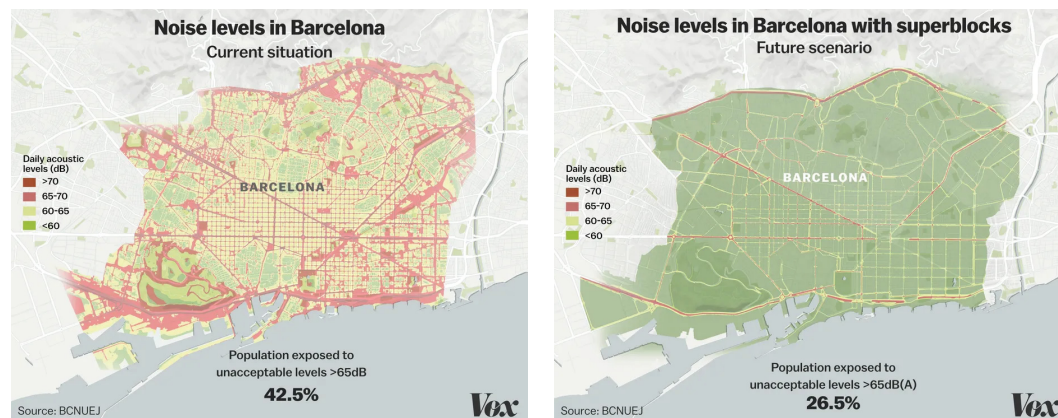 Noise levels in Barcelona
Current situation
Daily acoustic
levels (dB)
>70
65-70
60-65
<60
BARCELONA
Population exposed to
unacceptable levels >65dB
42.5%
Source: BCNUEJ
Vox
Noise levels in Barcelona with superblocks
Future scenario
Daily acoustic
levels (dB)
>70
65-70
60-65
<60
BARCELONA
Population exposed to
unacceptable levels >65dB(A)
26.5%
Source: BCNUEJ
Vox